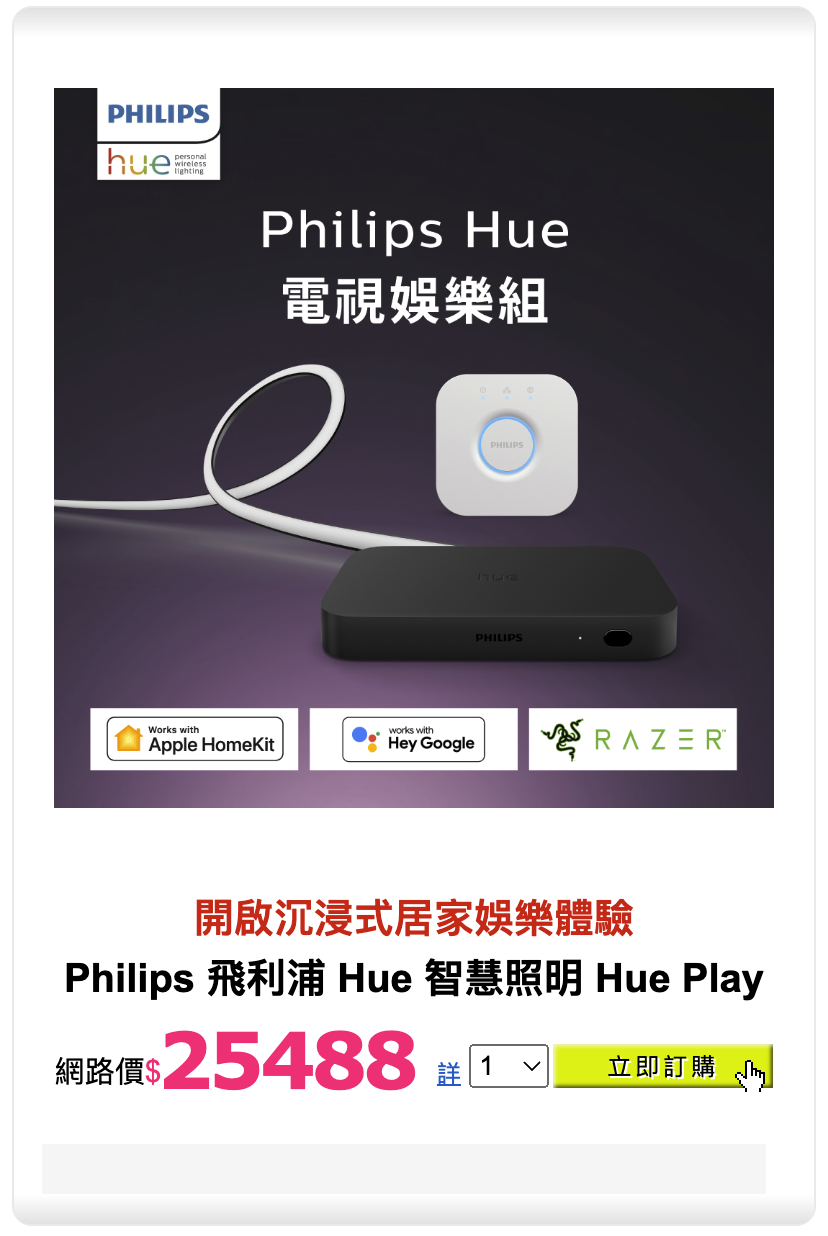 PHILIPS
hue personal wireless lighting
Philips Hue
電視娛樂組
PHILIPS
hue
PHILIPS
Works with
Apple HomeKit
works with
Hey Google
RAZER™
開啟沉浸式居家娛樂體驗
Philips 飛利浦 Hue 智慧照明 Hue Play
網路價$25488 詳 1 立即訂購